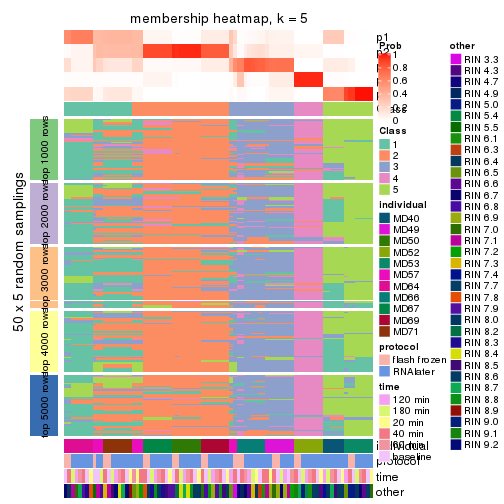 membership heatmap, k = 5
50 x 5 random samplings
top 1000 rows
top 2000 rows
top 3000 rows
top 4000 rows
top 5000 rows
p1
Prob
1
0.8
0.6
0.4
0.2
0
Class
1
2
3
4
5
individual
MD40
MD49
MD50
MD52
MD53
MD57
MD64
MD66
MD67
MD69
MD71
protocol
flash frozen
RNAlater
time
120 min
180 min
20 min
40 min
baseline
individual
protocol
time
other
other
RIN 3.3
RIN 4.3
RIN 4.7
RIN 4.9
RIN 5.0
RIN 5.4
RIN 5.5
RIN 6.1
RIN 6.3
RIN 6.4
RIN 6.5
RIN 6.6
RIN 6.7
RIN 6.8
RIN 6.9
RIN 7.0
RIN 7.1
RIN 7.2
RIN 7.3
RIN 7.4
RIN 7.7
RIN 7.8
RIN 7.9
RIN 8.0
RIN 8.2
RIN 8.3
RIN 8.4
RIN 8.5
RIN 8.6
RIN 8.7
RIN 8.8
RIN 8.9
RIN 9.0
RIN 9.1
RIN 9.2